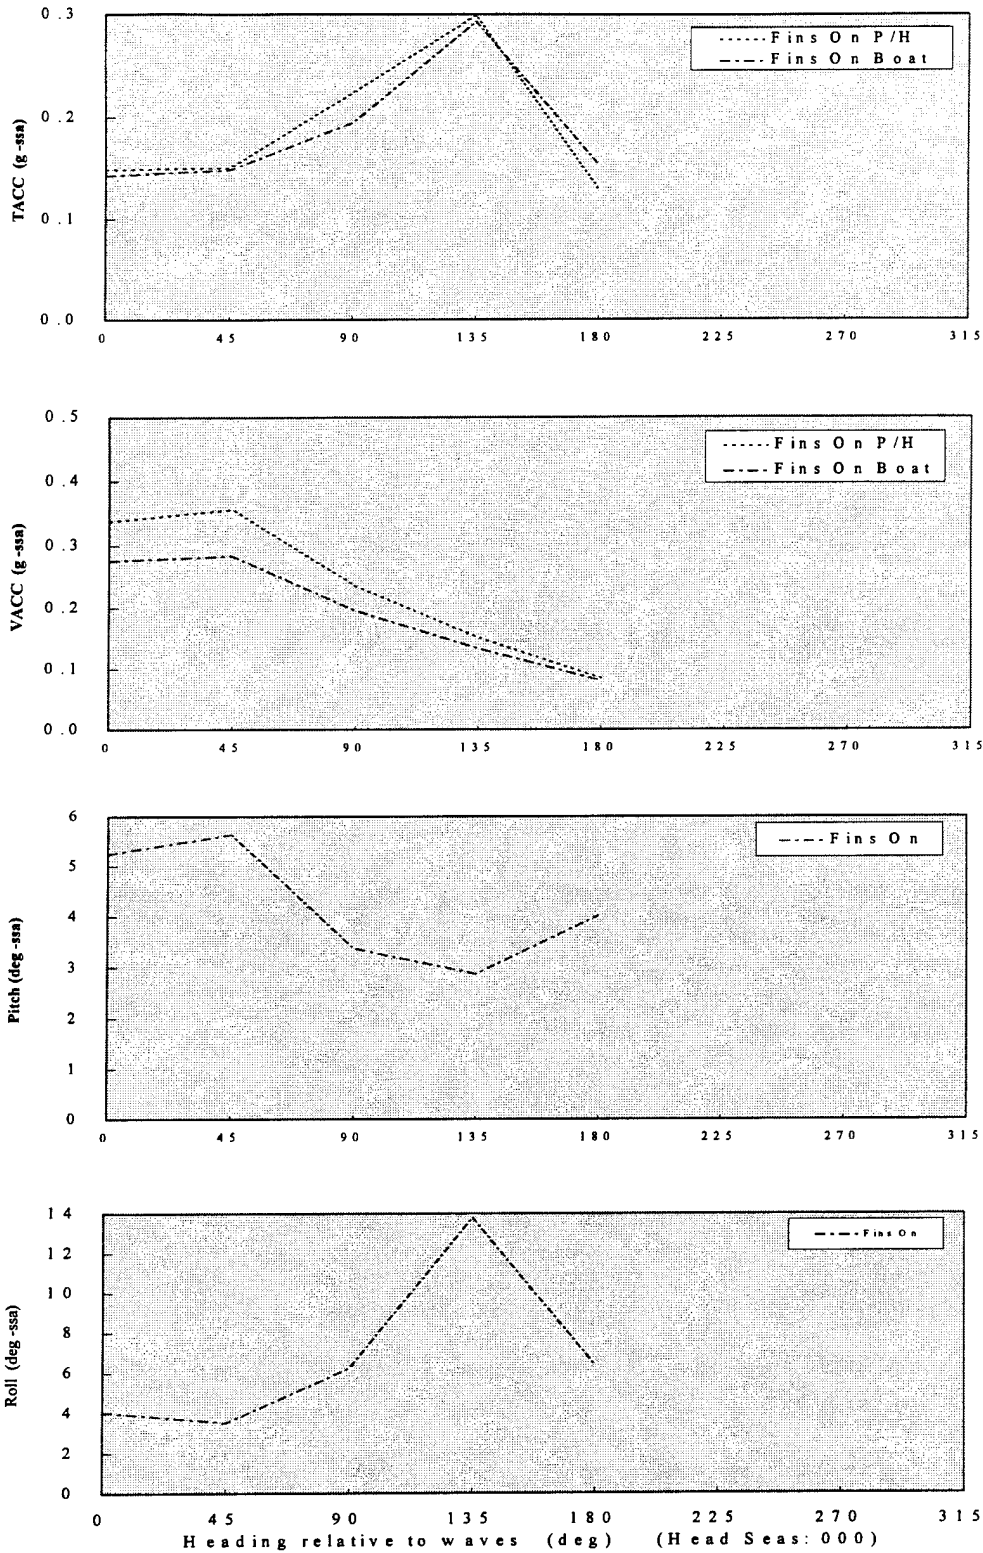 0.3
Fins On P/H
Fins On Boat
0.2
TACC (g-ssa)
0.1
0.0
0 45 90 135 180 225 270 315
0.5
Fins On P/H
Fins On Boat
0.4
0.3
VACC (g-ssa)
0.2
0.1
0.0
0 45 90 135 180 225 270 315
6
Fins On
5
4
3
Pitch (deg-ssa)
2
1
0
0 45 90 135 180 225 270 315
14
Fins On
12
10
8
Roll (deg-ssa)
6
4
2
0
0 45 90 135 180 225 270 315
Heading relative to waves (deg) (Head Seas: 000)